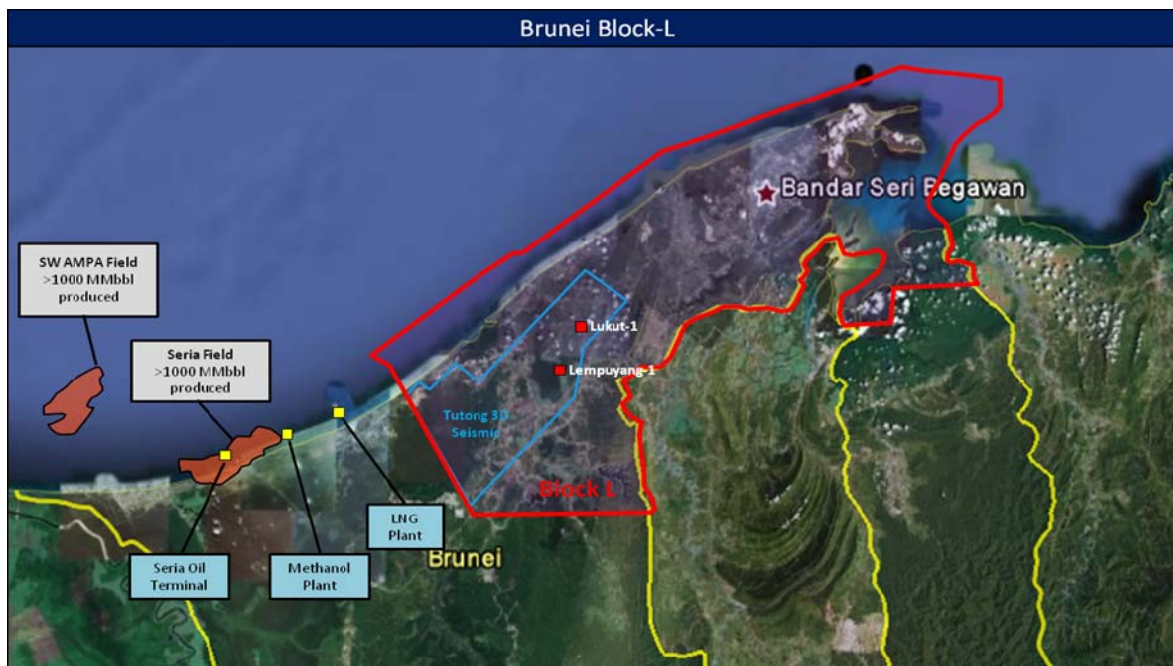 Brunei Block-L
Bandar Seri Begawan
SW AMPA Field
>1000 MMbbl
produced
Seria Field
>1000 MMbbl
produced
Lukut-1
Lempuyang-1
Tutong 3D
Seismic
Block L
LNG
Plant
Brunei
Seria Oil
Terminal
Methanol
Plant